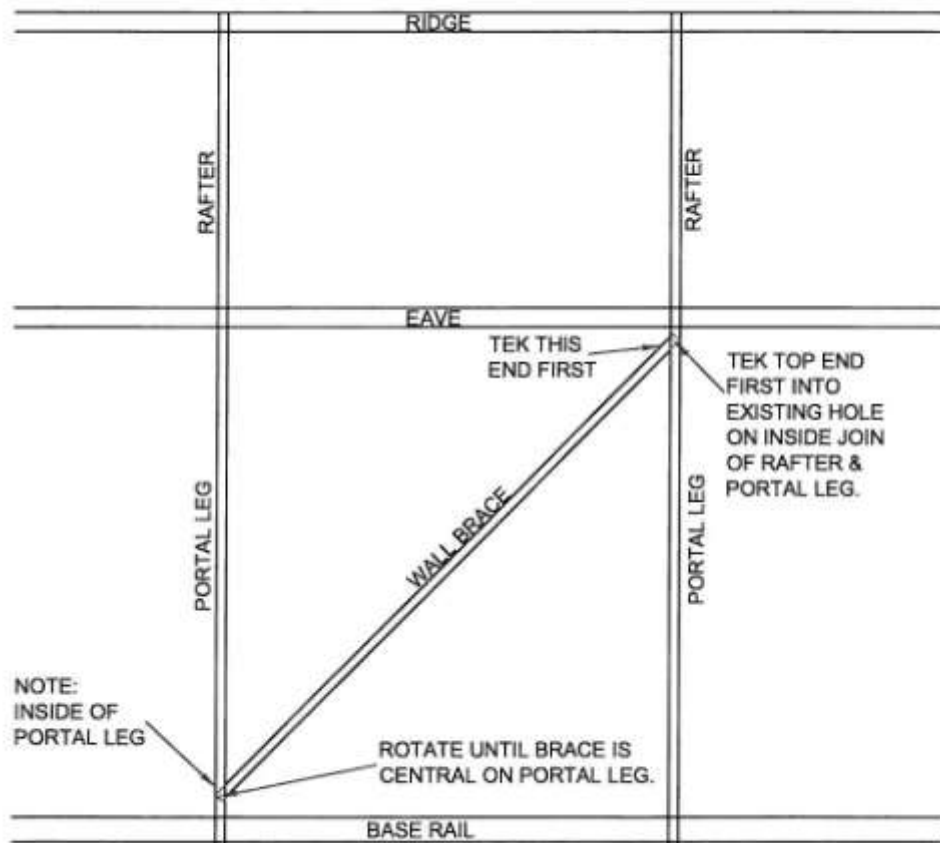 RIDGE
RAFTER
RAFTER
EAVE
TEK THIS
END FIRST
TEK TOP END
FIRST INTO
EXISTING HOLE
ON INSIDE JOIN
OF RAFTER &
PORTAL LEG.
PORTAL LEG
WALL BRACE
PORTAL LEG
NOTE:
INSIDE OF
PORTAL LEG
ROTATE UNTIL BRACE IS
CENTRAL ON PORTAL LEG.
BASE RAIL